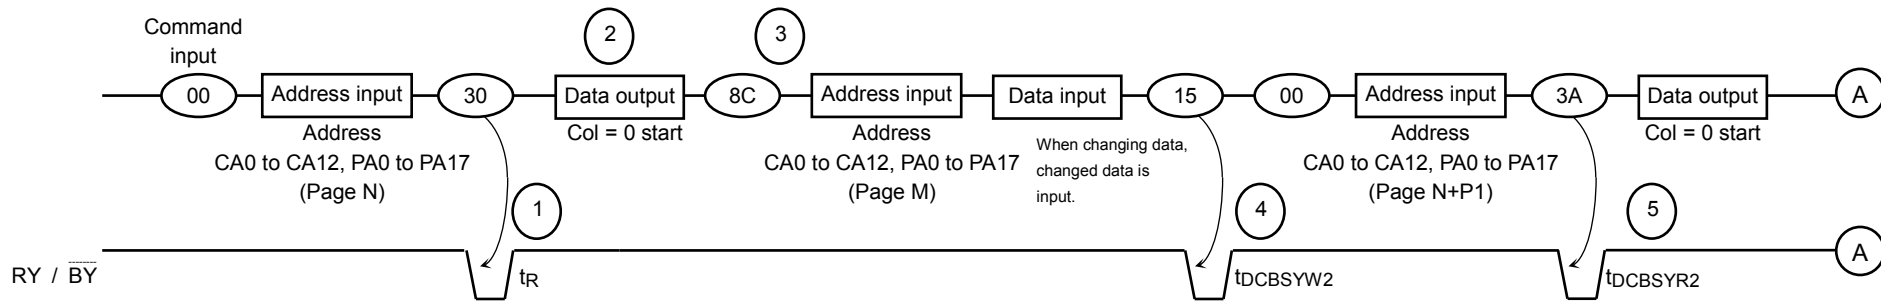 Command
input
2
3
00
Address input
30
Data output
8C
Address input
Data input
15
00
Address input
3A
Data output
A
Address
CA0 to CA12, PA0 to PA17
(Page N)
Col = 0 start
Address
CA0 to CA12, PA0 to PA17
(Page M)
When changing data,
changed data is
input.
Address
CA0 to CA12, PA0 to PA17
(Page N+P1)
Col = 0 start
1
4
5
RY / BY
tR
tDCBSYW2
tDCBSYR2
A